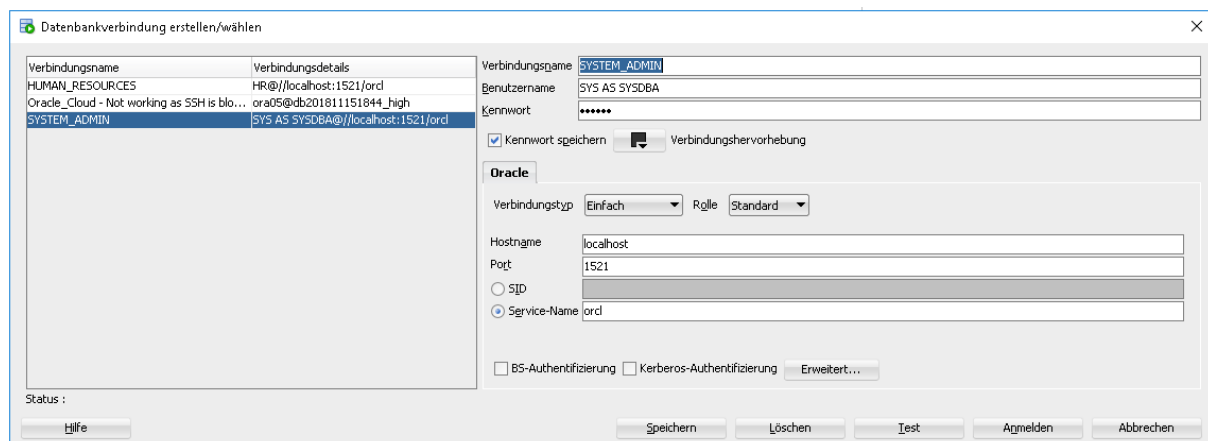 Datenbankverbindung erstellen/wählen
Verbindungsname Verbindungsdetails
HUMAN_RESOURCES HR@//localhost:1521/orcl
Oracle_Cloud - Not working as SSH is blo... ora05@db201811151844_high
SYSTEM_ADMIN SYS AS SYSDBA@//localhost:1521/orcl
Verbindungsname SYSTEM_ADMIN
Benutzername SYS AS SYSDBA
Kennwort ••••••
Kennwort speichern Verbindungshervorhebung
Oracle
Verbindungstyp Einfach Rolle Standard
Hostname localhost
Port 1521
SID
Service-Name orcl
BS-Authentifizierung Kerberos-Authentifizierung Erweitert...
Status :
Hilfe Speichern Löschen Test Anmelden Abbrechen